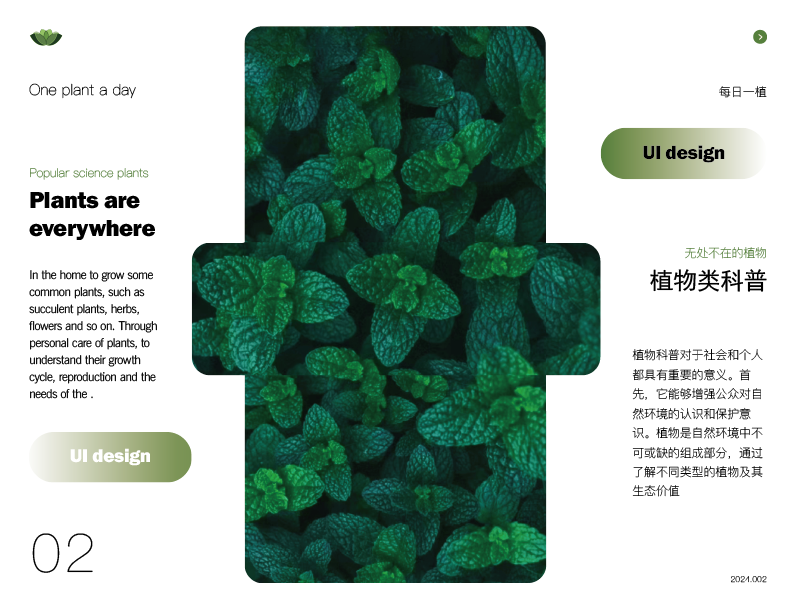 One plant a day
每日一植
UI design
Popular science plants
Plants are
everywhere
In the home to grow some
common plants, such as
succulent plants, herbs,
flowers and so on. Through
personal care of plants, to
understand their growth
cycle, reproduction and the
needs of the .
UI design
02
无处不在的植物
植物类科普
植物科普对于社会和个人
都具有重要的意义。首
先，它能够增强公众对自
然环境的认识和保护意
识。植物是自然环境中不
可或缺的组成部分，通过
了解不同类型的植物及其
生态价值
2024.002